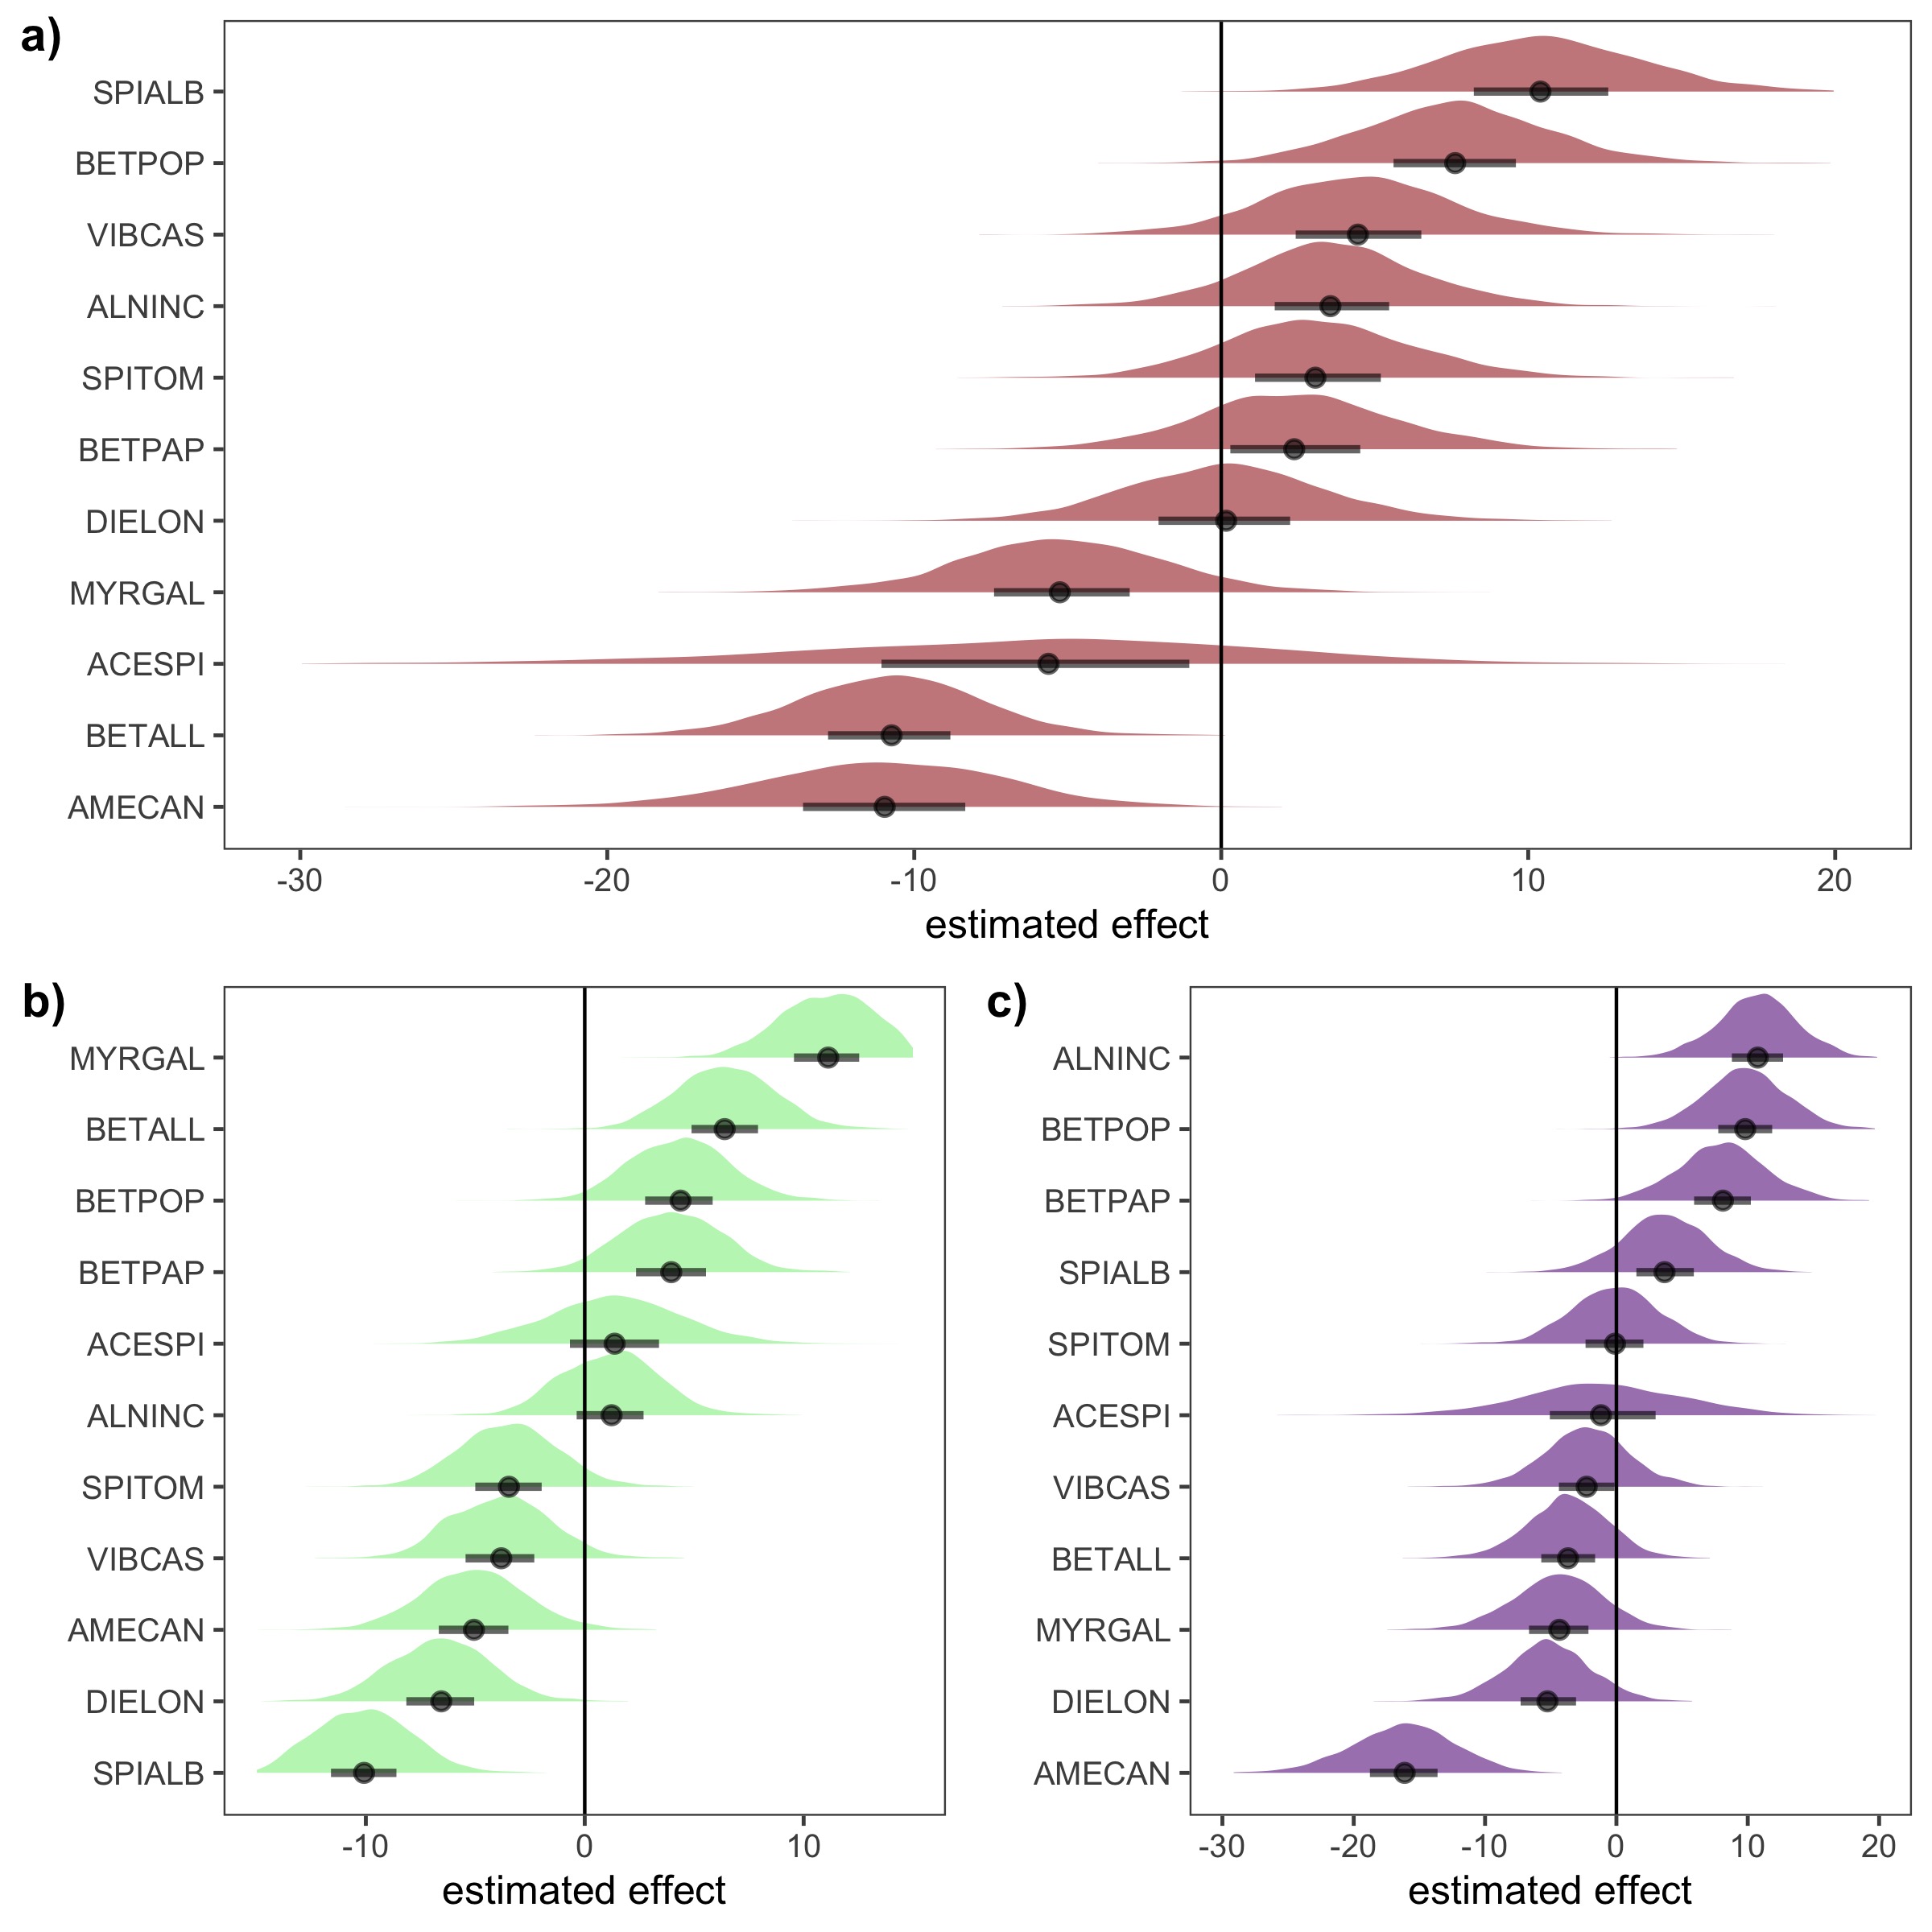 a)
SPIALB
BETPOP
VIBCAS
ALNINC
SPITOM
BETPAP
DIELON
MYRGAL
ACESPI
BETALL
AMECAN
-30 -20 -10 0 10 20
estimated effect
b)
MYRGAL
BETALL
BETPOP
BETPAP
ACESPI
ALNINC
SPITOM
VIBCAS
AMECAN
DIELON
SPIALB
-10 0 10
estimated effect
c)
ALNINC
BETPOP
BETPAP
SPIALB
SPITOM
ACESPI
VIBCAS
BETALL
MYRGAL
DIELON
AMECAN
-30 -20 -10 0 10 20
estimated effect